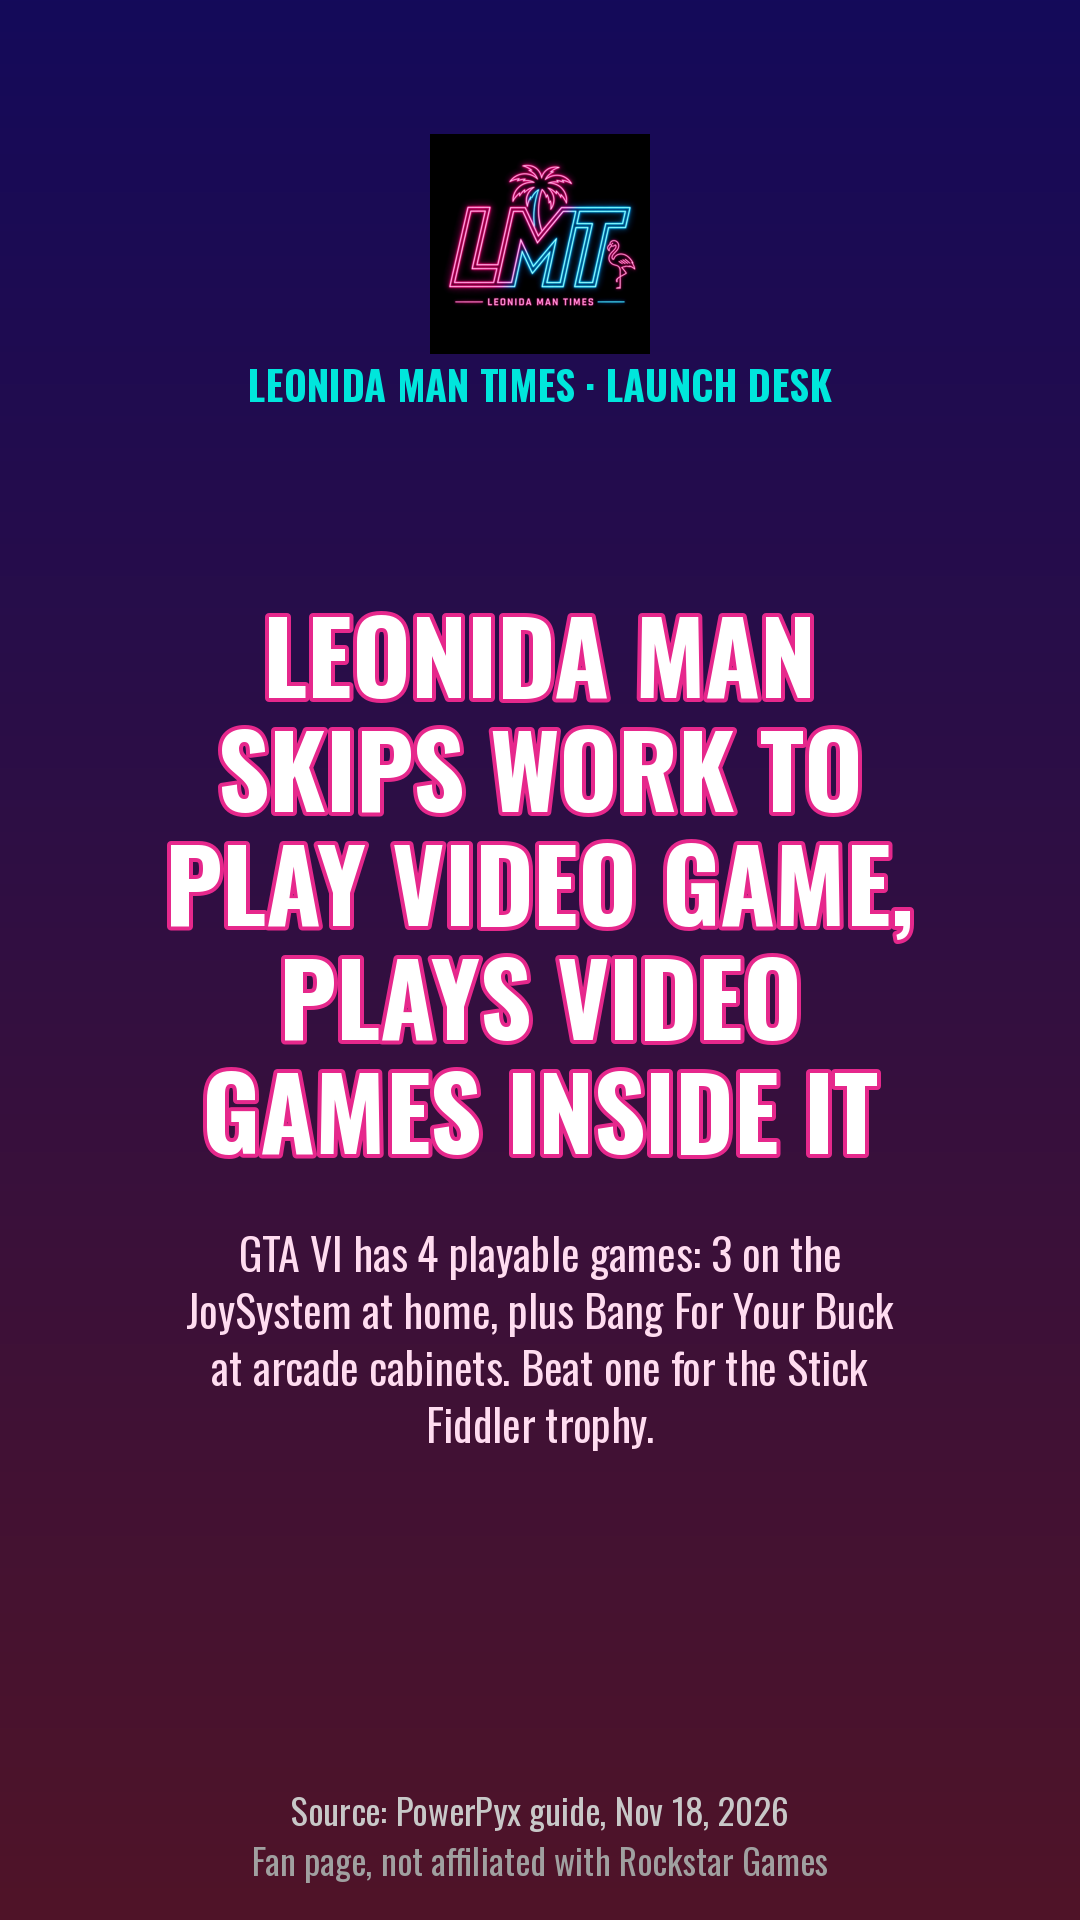 LMT
LEONIDA MAN TIMES
LEONIDA MAN TIMES · LAUNCH DESK
LEONIDA MAN
SKIPS WORK TO
PLAY VIDEO GAME,
PLAYS VIDEO
GAMES INSIDE IT
GTA VI has 4 playable games: 3 on the
JoySystem at home, plus Bang For Your Buck
at arcade cabinets. Beat one for the Stick
Fiddler trophy.
Source: PowerPyx guide, Nov 18, 2026
Fan page, not affiliated with Rockstar Games